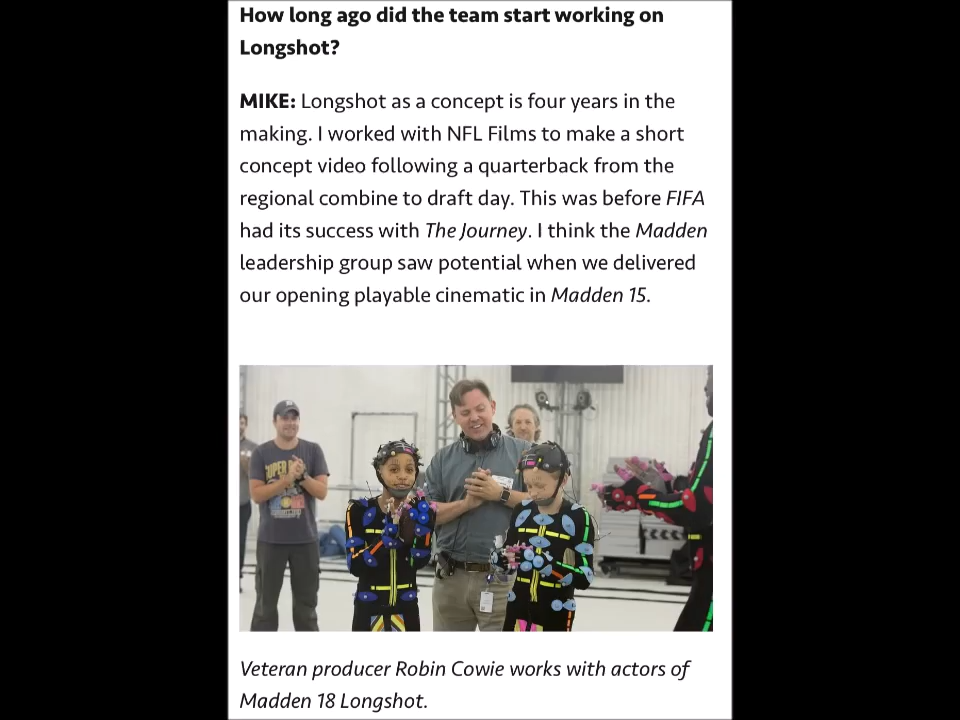 How long ago did the team start working on
Longshot?
MIKE: Longshot as a concept is four years in the
making. I worked with NFL Films to make a short
concept video following a quarterback from the
regional combine to draft day. This was before FIFA
had its success with The Journey. I think the Madden
leadership group saw potential when we delivered
our opening playable cinematic in Madden 15.
SUPER
Veteran producer Robin Cowie works with actors of
Madden 18 Longshot.